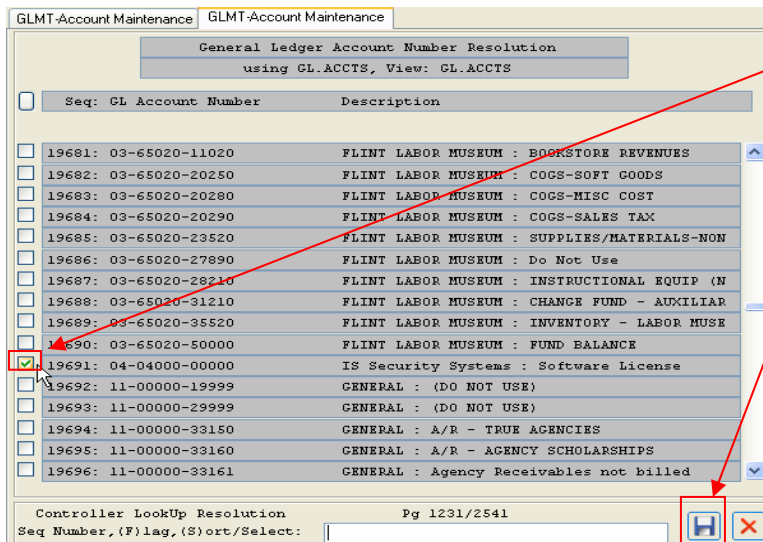 GLMT-Account Maintenance GLMT-Account Maintenance
General Ledger Account Number Resolution
using GL.ACCTS, View: GL.ACCTS
Seq: GL Account Number Description
19681: 03-65020-11020 FLINT LABOR MUSEUM : BOOKSTORE REVENUES
19682: 03-65020-20250 FLINT LABOR MUSEUM : COGS-SOFT GOODS
19683: 03-65020-20280 FLINT LABOR MUSEUM : COGS-MISC COST
19684: 03-65020-20290 FLINT LABOR MUSEUM : COGS-SALES TAX
19685: 03-65020-23520 FLINT LABOR MUSEUM : SUPPLIES/MATERIALS-NON
19686: 03-65020-27890 FLINT LABOR MUSEUM : Do Not Use
19687: 03-65020-28210 FLINT LABOR MUSEUM : INSTRUCTIONAL EQUIP (N
19688: 03-65020-31210 FLINT LABOR MUSEUM : CHANGE FUND - AUXILIAR
19689: 03-65020-35520 FLINT LABOR MUSEUM : INVENTORY - LABOR MUSE
19690: 03-65020-50000 FLINT LABOR MUSEUM : FUND BALANCE
19691: 04-04000-00000 IS Security Systems : Software License
19692: 11-00000-19999 GENERAL : (DO NOT USE)
19693: 11-00000-29999 GENERAL : (DO NOT USE)
19694: 11-00000-33150 GENERAL : A/R - TRUE AGENCIES
19695: 11-00000-33160 GENERAL : A/R - AGENCY SCHOLARSHIPS
19696: 11-00000-33161 GENERAL : Agency Receivables not billed
Controller LookUp Resolution Pg 1231/2541
Seq Number,(F)lag,(S)ort/Select: